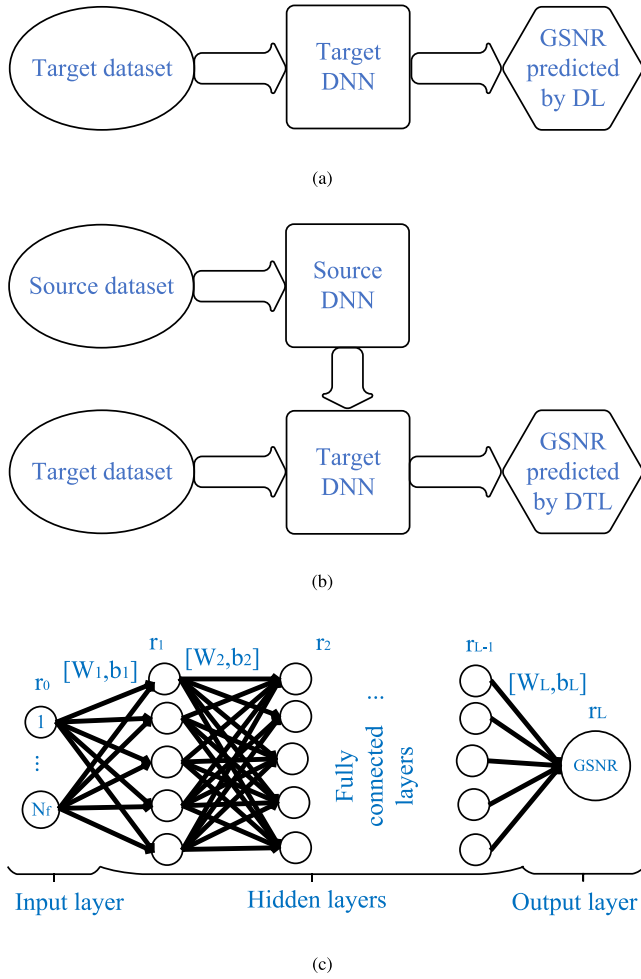 Target dataset
Target
DNN
GSNR
predicted
by DL
(a)
Source dataset
Source
DNN
Target dataset
Target
DNN
GSNR
predicted
by DTL
(b)
r0
[W1,b1]
r1
[W2,b2]
r2
rL-1
[WL,bL]
rL
1
⋮
Nf
...
Fully
connected
layers
GSNR
Input layer
Hidden layers
Output layer
(c)